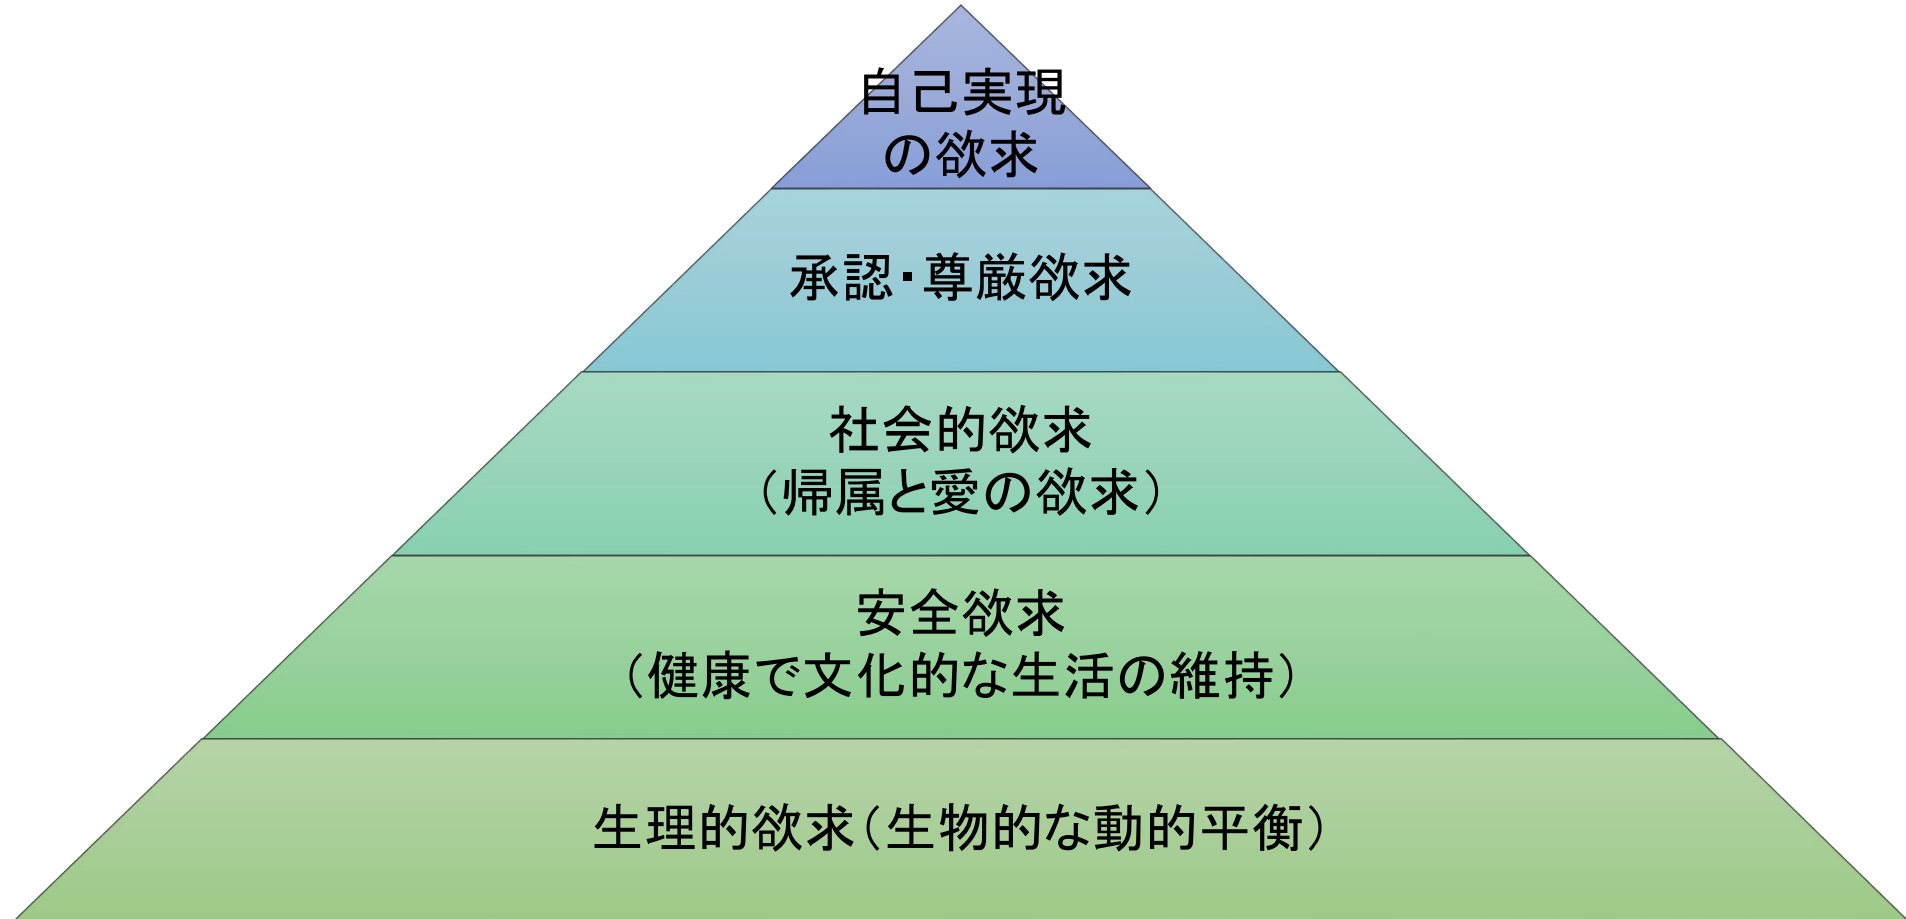 自己実現
の欲求
承認・尊厳欲求
社会的欲求
（帰属と愛の欲求）
安全欲求
（健康で文化的な生活の維持）
生理的欲求（生物的な動的平衡）